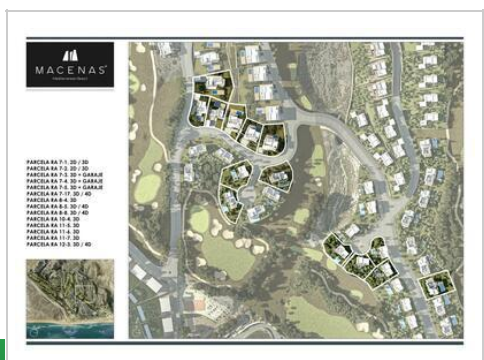 MACENAS
PARCELA RA 7-1. 2D / 3D
PARCELA RA 7-2. 2D / 3D
PARCELA RA 7-3. 3D + GARAJE
PARCELA RA 7-4. 3D + GARAJE
PARCELA RA 7-5. 3D + GARAJE
PARCELA RA 7-17. 3D / 4D
PARCELA RA 8-4. 3D
PARCELA RA 8-5. 3D / 4D
PARCELA RA 8-8. 3D / 4D
PARCELA RA 10-4. 3D
PARCELA RA 11-5. 3D
PARCELA RA 11-6. 3D
PARCELA RA 11-7. 3D
PARCELA RA 12-3. 3D / 4D